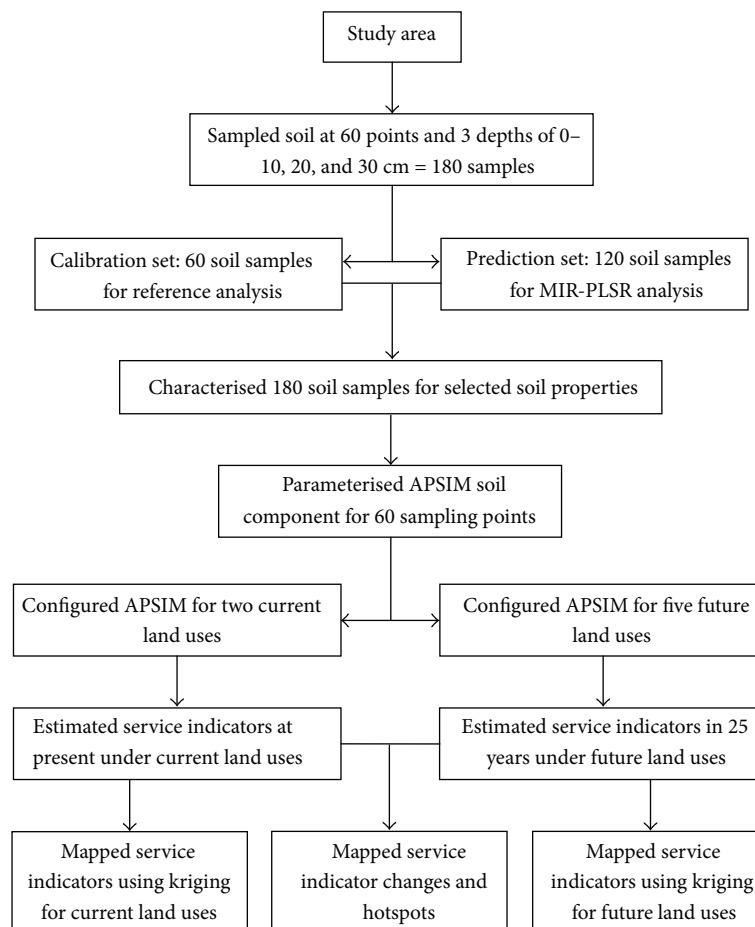 Study area
Sampled soil at 60 points and 3 depths of 0–
10, 20, and 30 cm = 180 samples
Calibration set: 60 soil samples
for reference analysis
Prediction set: 120 soil samples
for MIR-PLSR analysis
Characterised 180 soil samples for selected soil properties
Parameterised APSIM soil
component for 60 sampling points
Configured APSIM for two current
land uses
Configured APSIM for five future
land uses
Estimated service indicators at
present under current land uses
Estimated service indicators in 25
years under future land uses
Mapped service
indicators using kriging
for current land uses
Mapped service
indicator changes and
hotspots
Mapped service
indicators using kriging
for future land uses